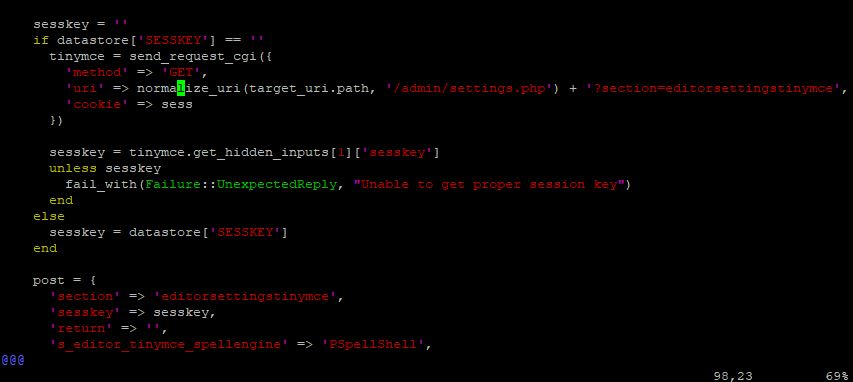 sesskey = ''
if datastore['SESSKEY'] == ''
tinymce = send_request_cgi({
'method' => 'GET',
'uri' => normalize_uri(target_uri.path, '/admin/settings.php') + '?section=editorsettingstinymce',
'cookie' => sess
})
sesskey = tinymce.get_hidden_inputs[1]['sesskey']
unless sesskey
fail_with(Failure::UnexpectedReply, "Unable to get proper session key")
end
else
sesskey = datastore['SESSKEY']
end
post = {
'section' => 'editorsettingstinymce',
'sesskey' => sesskey,
'return' => '',
's_editor_tinymce_spellengine' => 'PSpellShell',
@@@
98,23 69%